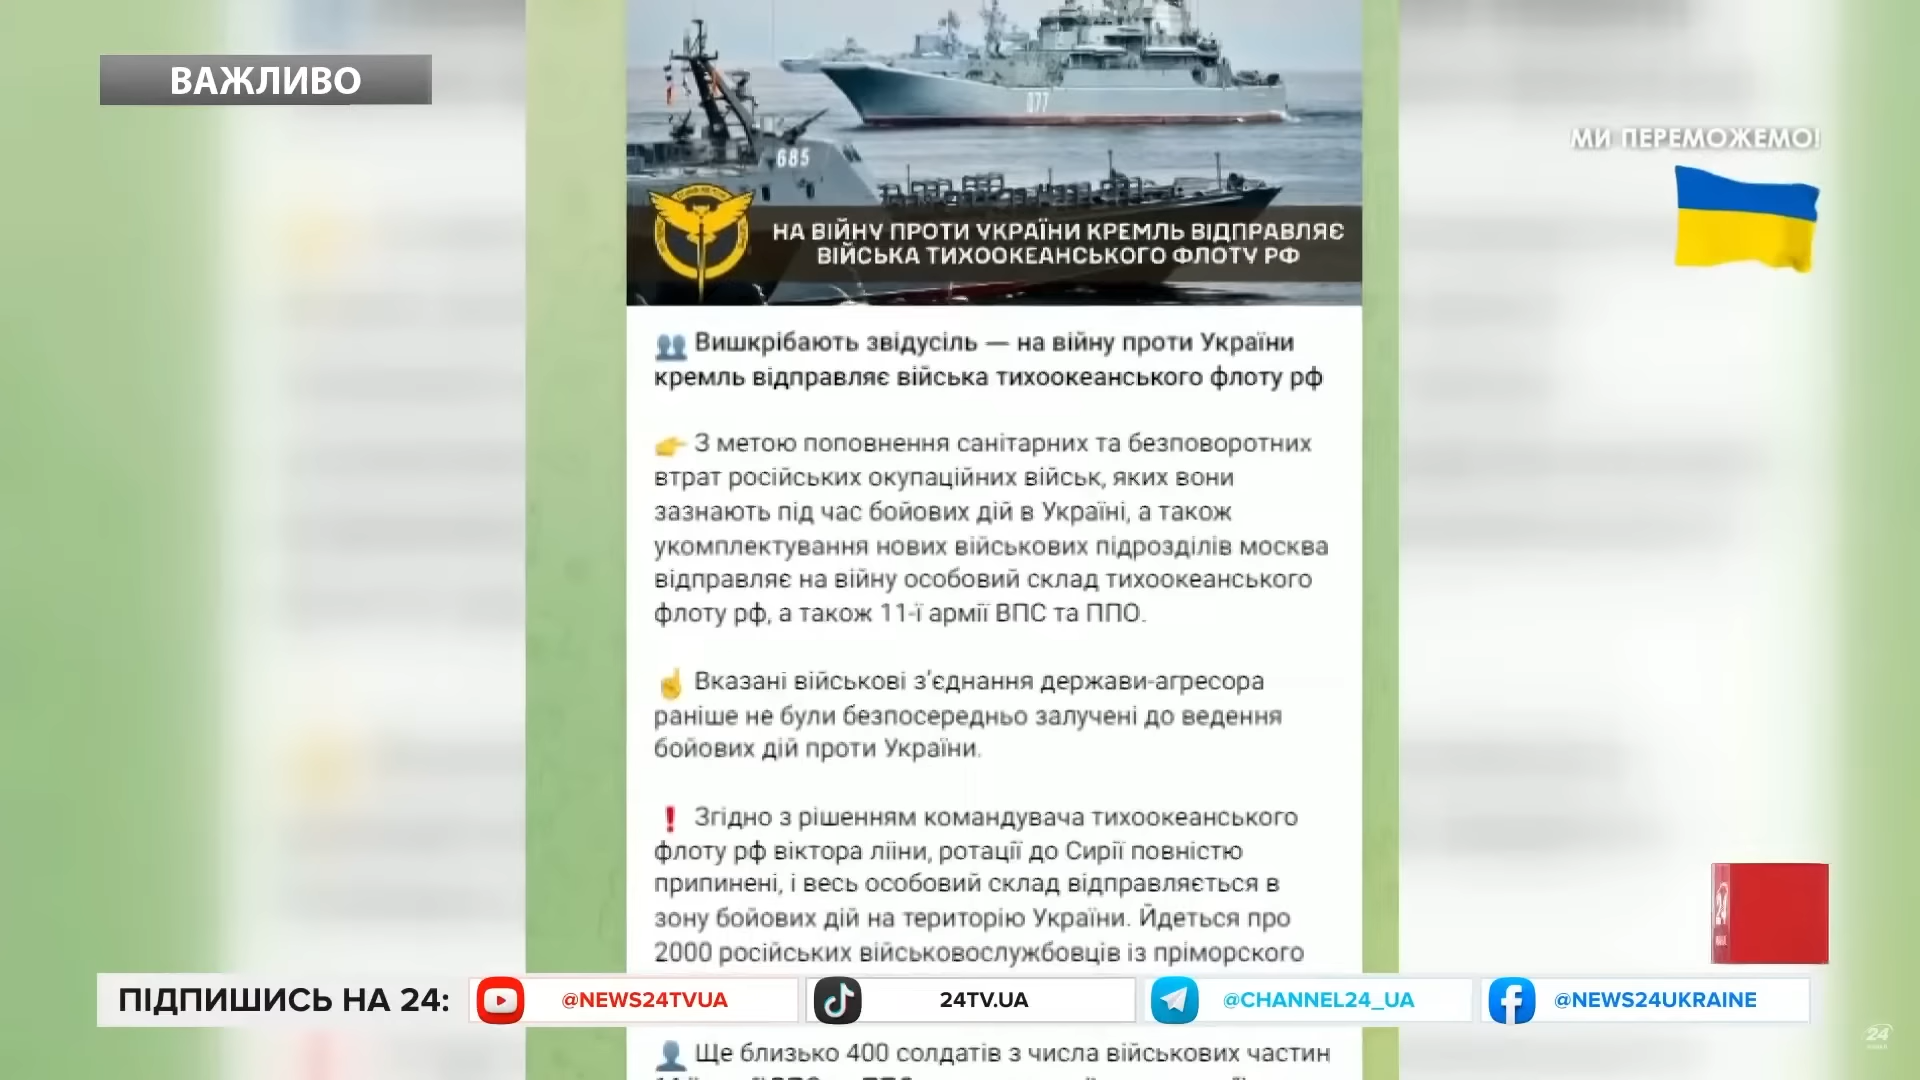 ВАЖЛИВО
МИ ПЕРЕМОЖЕМО!
077
685
НА ВІЙНУ ПРОТИ УКРАЇНИ КРЕМЛЬ ВІДПРАВЛЯЄ
ВІЙСЬКА ТИХООКЕАНСЬКОГО ФЛОТУ РФ
👥 Вишкрібають звідусіль — на війну проти України
кремль відправляє війська тихоокеанського флоту рф
👉 З метою поповнення санітарних та безповоротних
втрат російських окупаційних військ, яких вони
зазнають під час бойових дій в Україні, а також
укомплектування нових військових підрозділів москва
відправляє на війну особовий склад тихоокеанського
флоту рф, а також 11-ї армії ВПС та ППО.
☝ Вказані військові з'єднання держави-агресора
раніше не були безпосередньо залучені до ведення
бойових дій проти України.
❗ Згідно з рішенням командувача тихоокеанського
флоту рф віктора ліїни, ротації до Сирії повністю
припинені, і весь особовий склад відправляється в
зону бойових дій на територію України. Йдеться про
2000 російських військовослужбовців із пріморского
24
ПІДПИШИСЬ НА 24: @NEWS24TVUA 24TV.UA @CHANNEL24_UA @NEWS24UKRAINE
24
👤 Ще близько 400 солдатів з числа військових частин